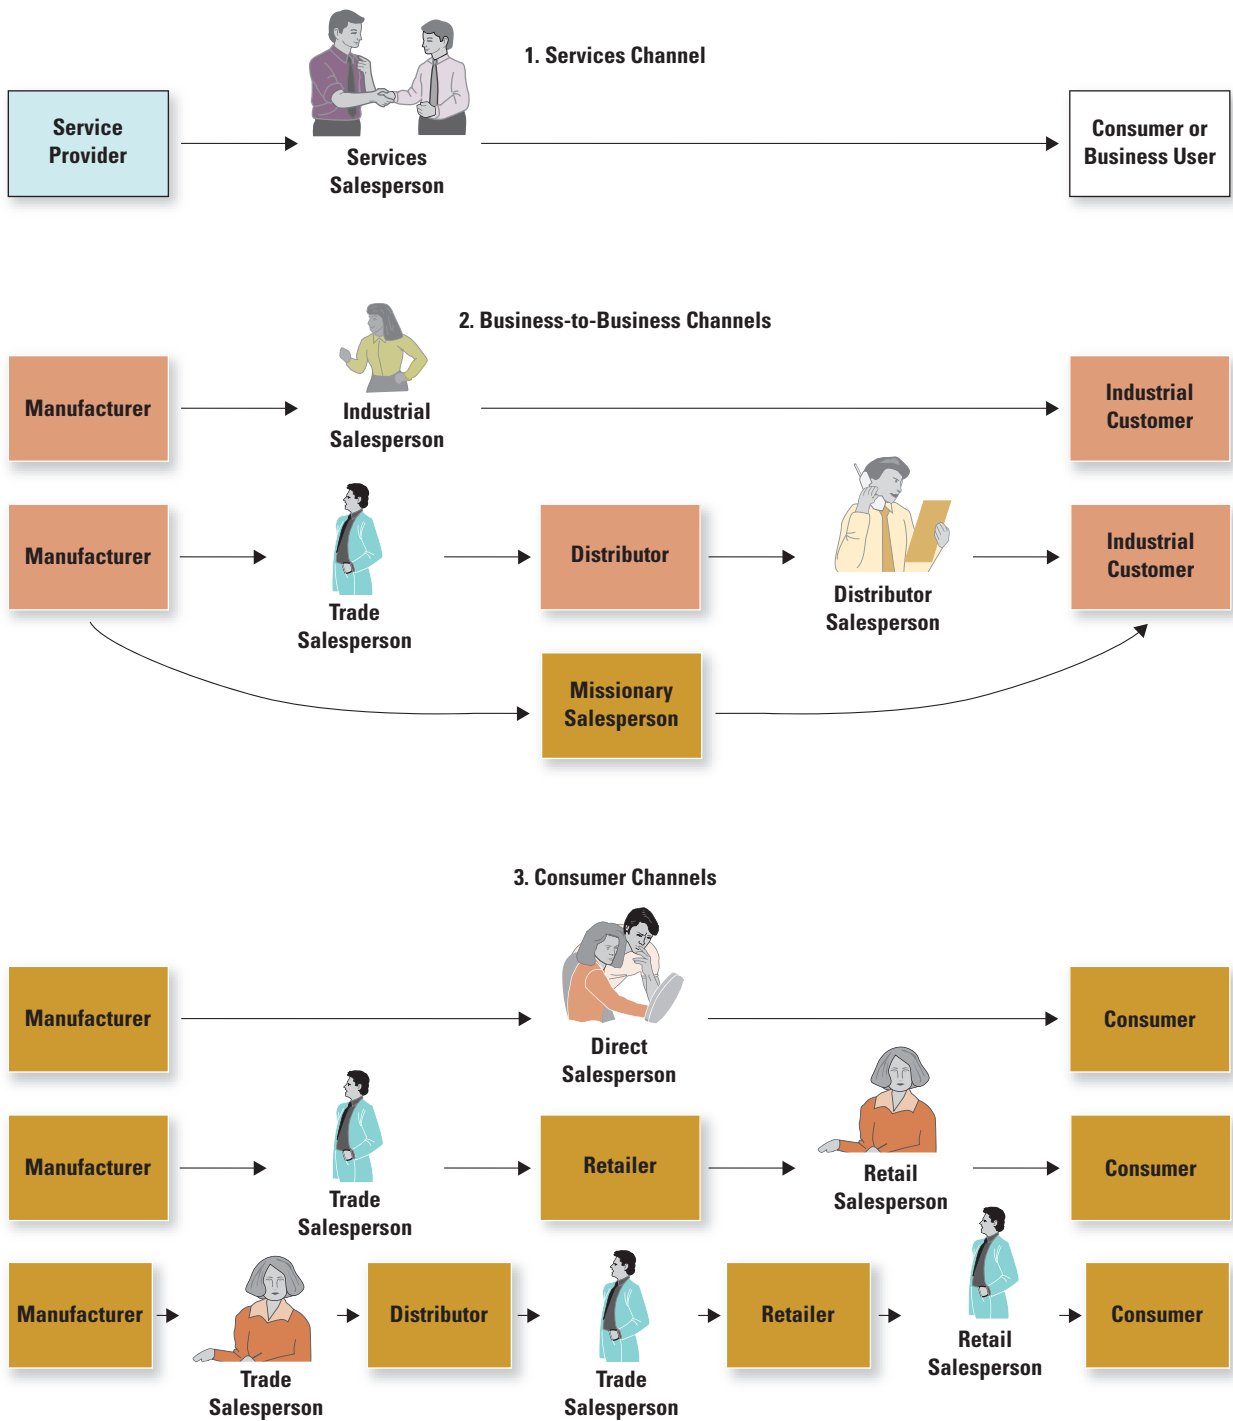 1. Services Channel
Service
Provider
Services
Salesperson
Consumer or
Business User
2. Business-to-Business Channels
Manufacturer
Industrial
Salesperson
Industrial
Customer
Manufacturer
Trade
Salesperson
Distributor
Distributor
Salesperson
Industrial
Customer
Missionary
Salesperson
3. Consumer Channels
Manufacturer
Direct
Salesperson
Consumer
Manufacturer
Trade
Salesperson
Retailer
Retail
Salesperson
Consumer
Manufacturer
Trade
Salesperson
Distributor
Trade
Salesperson
Retailer
Retail
Salesperson
Consumer